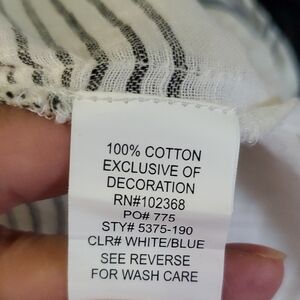 100% COTTON
EXCLUSIVE OF
DECORATION
RN#102368
PO# 775
STY# 5375-190
CLR# WHITE/BLUE
SEE REVERSE
FOR WASH CARE